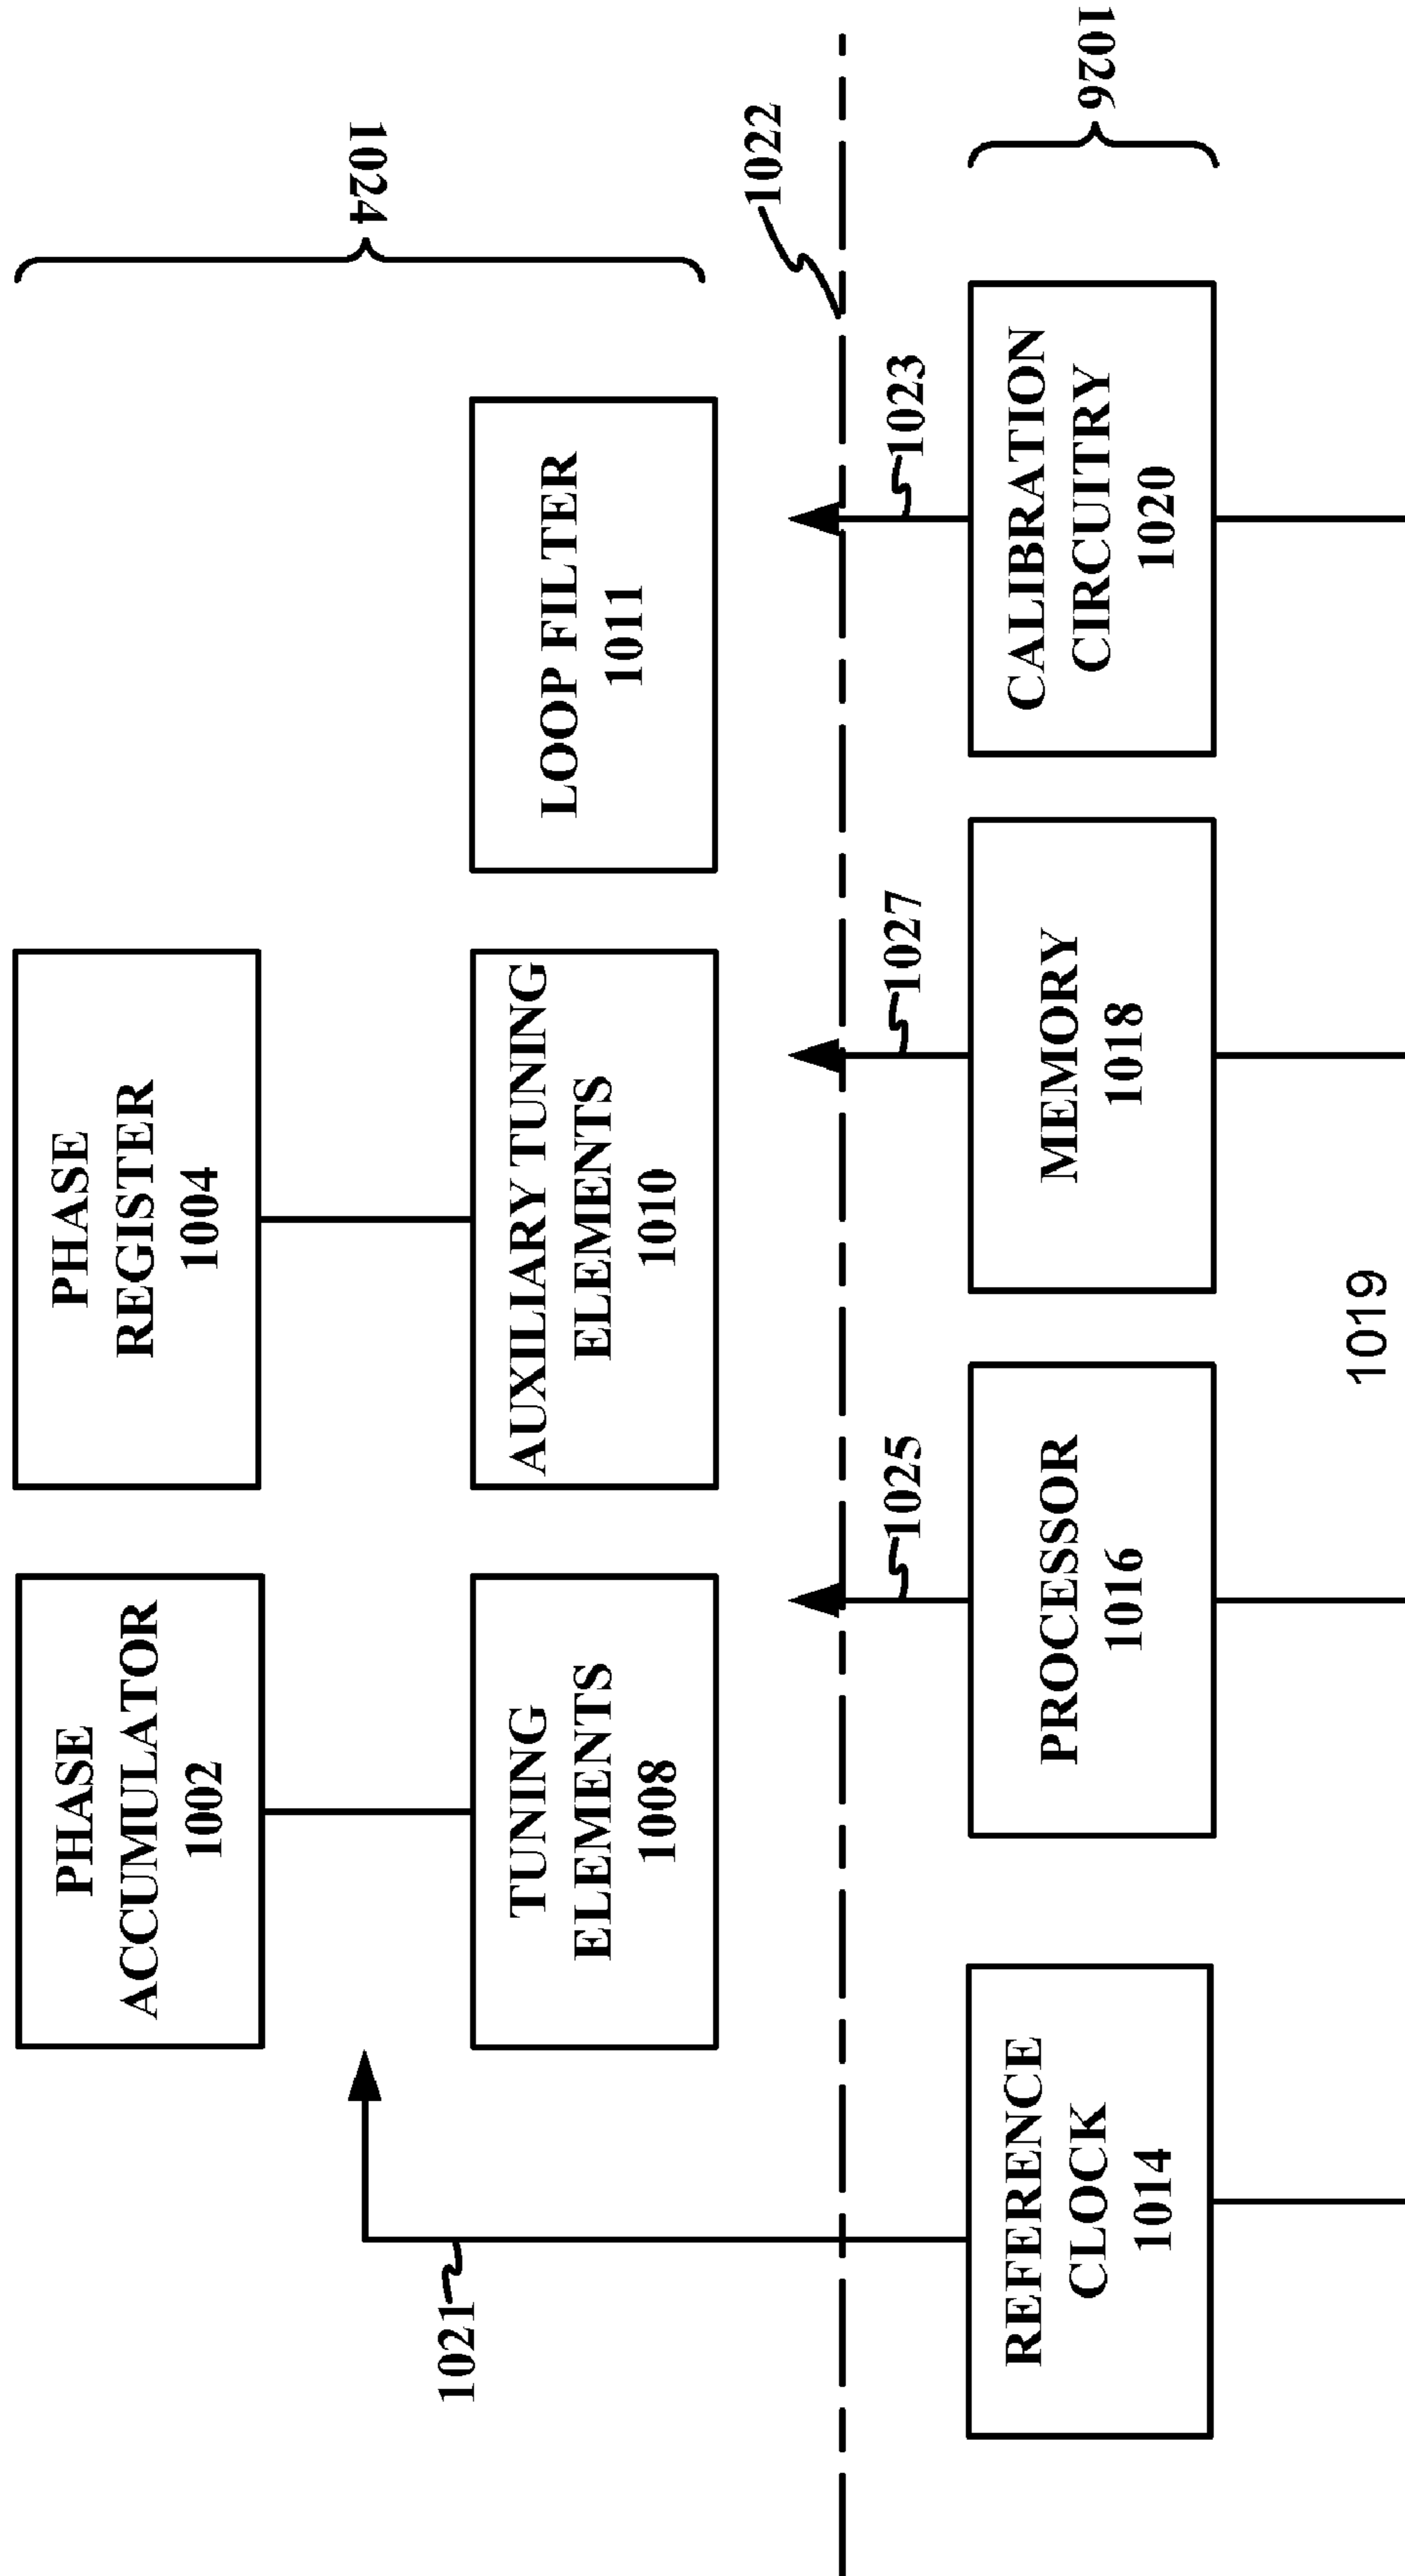 PHASE
ACCUMULATOR
1002
PHASE
REGISTER
1004
1024
1021
TUNING
ELEMENTS
1008
AUXILIARY TUNING
ELEMENTS
1010
LOOP FILTER
1011
1022
1025
1027
1023
REFERENCE
CLOCK
1014
PROCESSOR
1016
MEMORY
1018
CALIBRATION
CIRCUITRY
1020
1026
1019